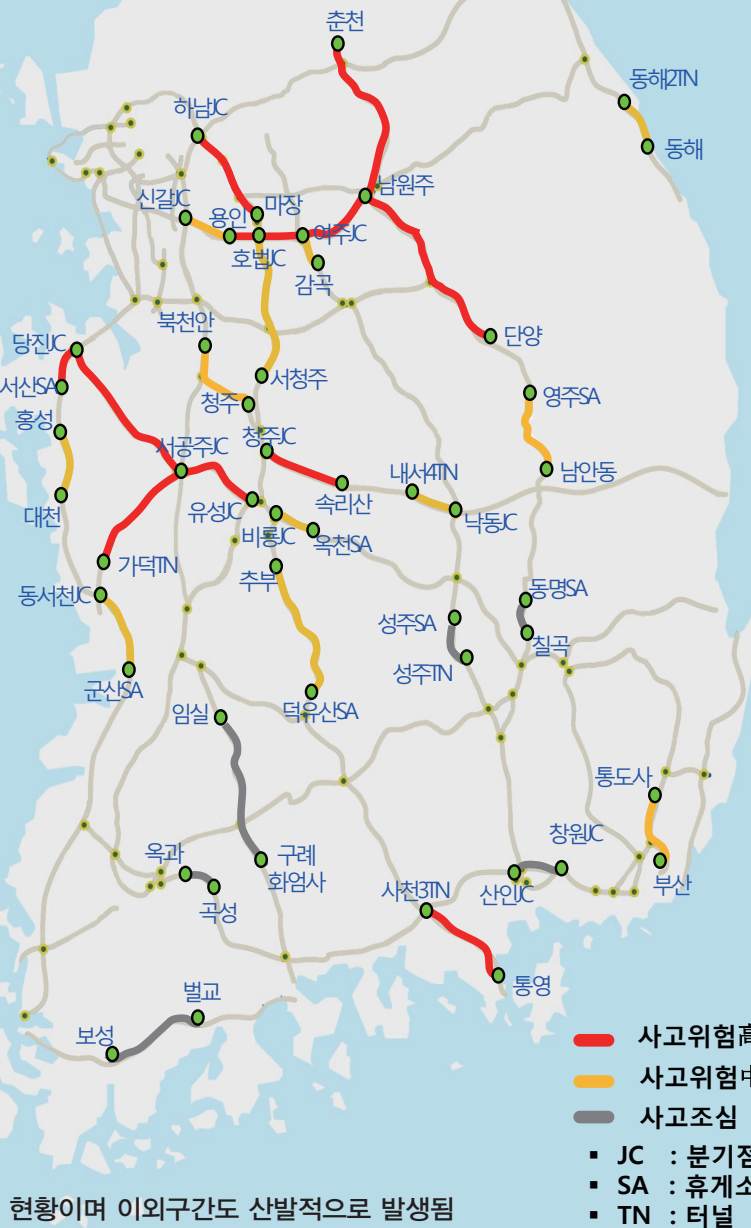 춘천
동해2TN
하남JC
동해
남원주
신갈JC
용인
마장
여주JC
호법JC
감곡
북천안
당진JC
단양
서산SA
서청주
영주SA
홍성
청주
서공주JC
청주JC
내서4TN
남안동
속리산
유성JC
대천
낙동JC
비룡JC
옥천SA
가덕TN
추부
동서천JC
동명SA
성주SA
칠곡
성주TN
군산SA
임실
덕유산SA
통도사
창원JC
옥과
구례
화엄사
부산
사천3TN
산인JC
곡성
통영
벌교
보성
사고위험高
사고위험中
사고조심
▪ JC : 분기점
▪ SA : 휴게소
▪ TN : 터널
현황이며 이외구간도 산발적으로 발생됨